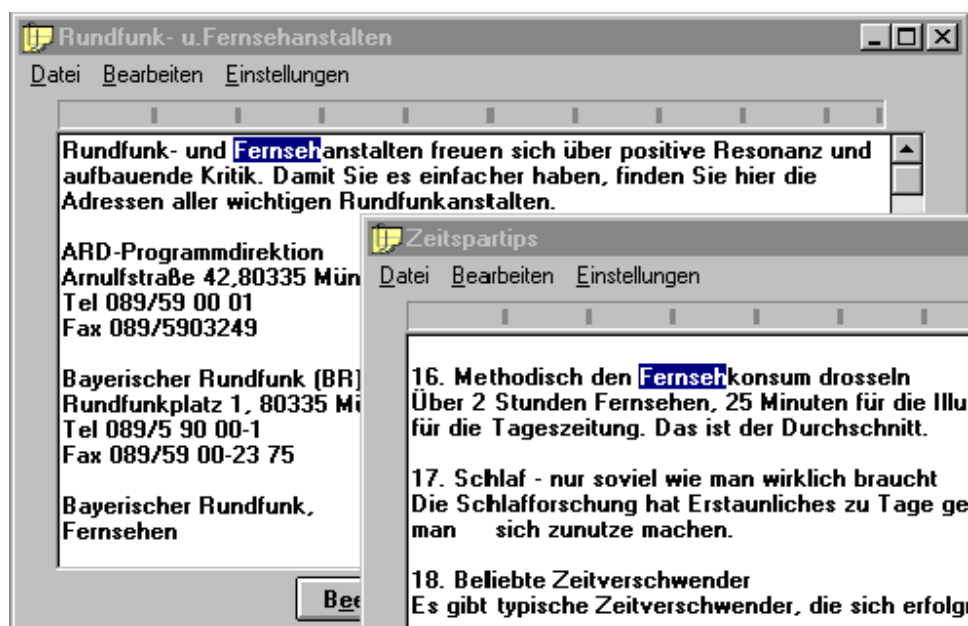 Rundfunk- u.Fernsehanstalten
Datei Bearbeiten Einstellungen
Rundfunk- und Fernsehanstalten freuen sich über positive Resonanz und
aufbauende Kritik. Damit Sie es einfacher haben, finden Sie hier die
Adressen aller wichtigen Rundfunkanstalten.
ARD-Programmdirektion
Arnulfstraße 42,80335 Mün
Tel 089/59 00 01
Fax 089/5903249
Bayerischer Rundfunk (BR)
Rundfunkplatz 1, 80335 Mü
Tel 089/5 90 00-1
Fax 089/59 00-23 75
Bayerischer Rundfunk,
Fernsehen
Bee
Zeitspartips
Datei Bearbeiten Einstellungen
16. Methodisch den Fernsehkonsum drosseln
Über 2 Stunden Fernsehen, 25 Minuten für die Illu
für die Tageszeitung. Das ist der Durchschnitt.
17. Schlaf - nur soviel wie man wirklich braucht
Die Schlafforschung hat Erstaunliches zu Tage ge
man sich zunutze machen.
18. Beliebte Zeitverschwender
Es gibt typische Zeitverschwender, die sich erfolgr